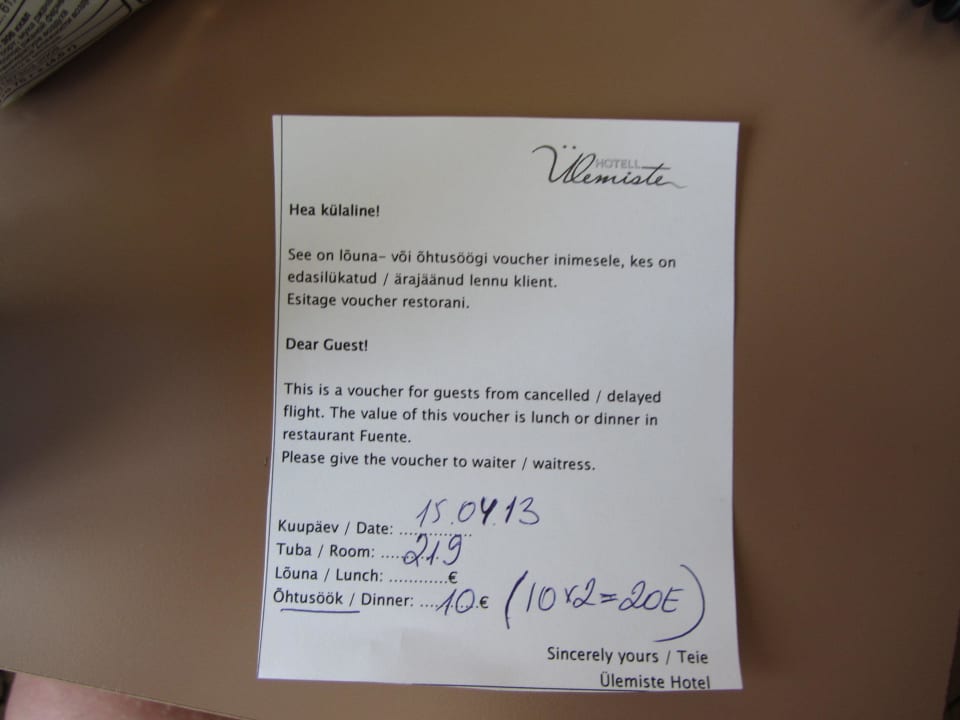 HOTELL
Ülemiste
Hea külaline!
See on lõuna- või õhtusöögi voucher inimesele, kes on
edasilükatud / ärajäänud lennu klient.
Esitage voucher restorani.
Dear Guest!
This is a voucher for guests from cancelled / delayed
flight. The value of this voucher is lunch or dinner in
restaurant Fuente.
Please give the voucher to waiter / waitress.
Kuupäev / Date: 15.04.13
Tuba / Room: 219
Lõuna / Lunch: ............€
Õhtusöök / Dinner: 10 € (10x2=20E)
Sincerely yours / Teie
Ülemiste Hotel